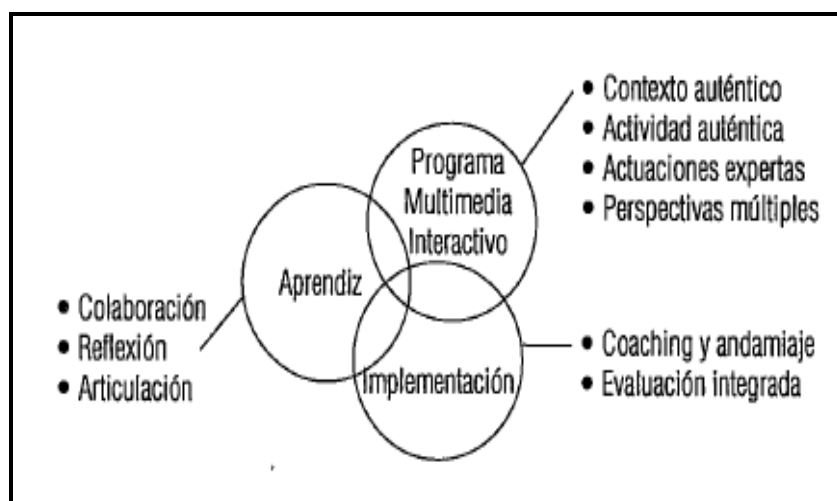 • Contexto auténtico
• Actividad auténtica
• Actuaciones expertas
• Perspectivas múltiples
Programa
Multimedia
Interactivo
Aprendiz
• Colaboración
• Reflexión
• Articulación
Implementación
• Coaching y andamiaje
• Evaluación integrada